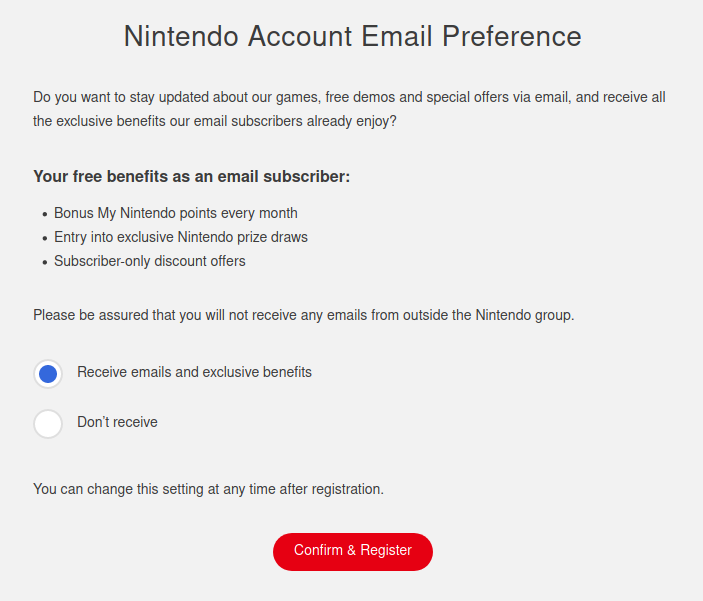 Nintendo Account Email Preference
Do you want to stay updated about our games, free demos and special offers via email, and receive all
the exclusive benefits our email subscribers already enjoy?
Your free benefits as an email subscriber:
• Bonus My Nintendo points every month
• Entry into exclusive Nintendo prize draws
• Subscriber-only discount offers
Please be assured that you will not receive any emails from outside the Nintendo group.
Receive emails and exclusive benefits
Don’t receive
You can change this setting at any time after registration.
Confirm & Register